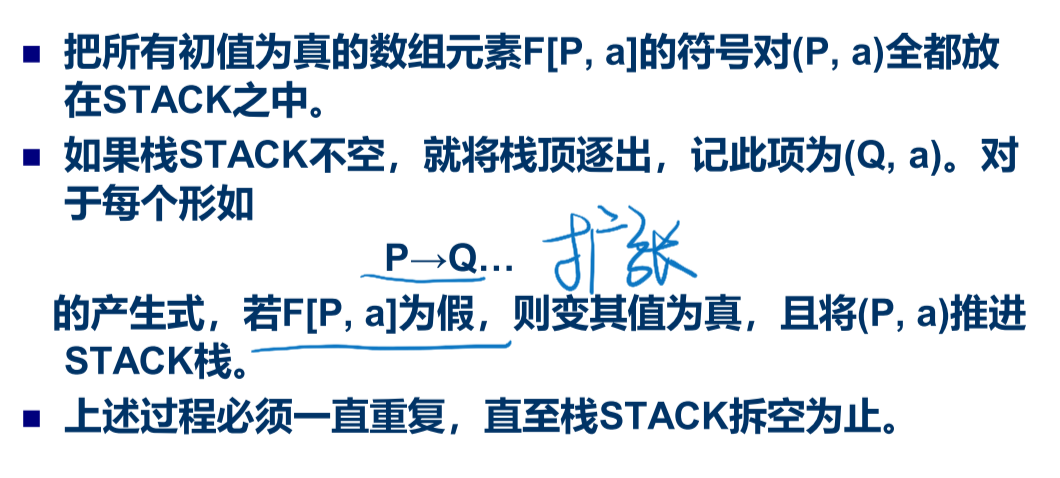 ■ 把所有初值为真的数组元素F[P, a]的符号对(P, a)全都放
在STACK之中。
■ 如果栈STACK不空，就将栈顶逐出，记此项为(Q, a)。对
于每个形如
P→Q… 扩张
的产生式，若F[P, a]为假，则变其值为真，且将(P, a)推进
STACK栈。
■ 上述过程必须一直重复，直至栈STACK拆空为止。